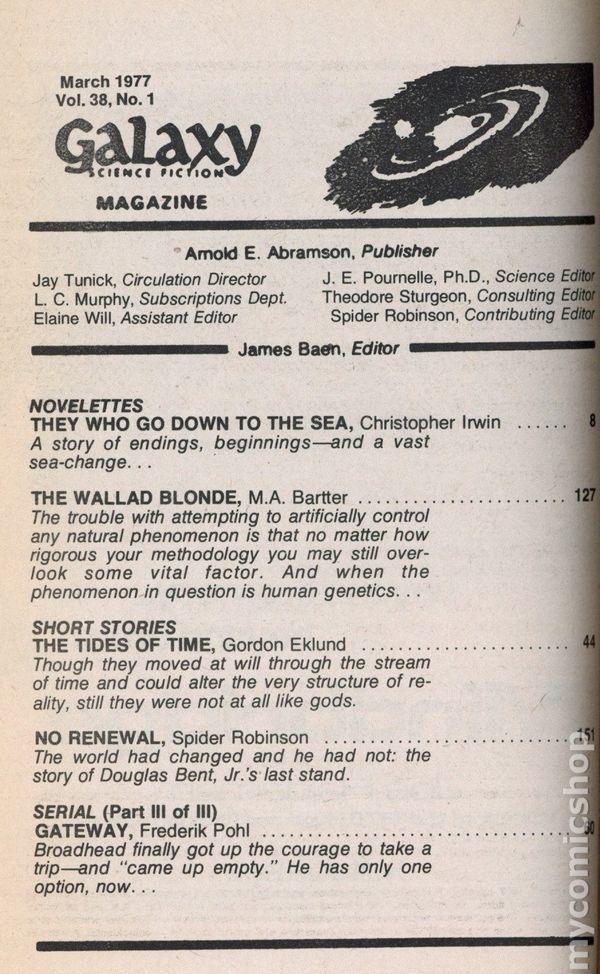 March 1977
Vol. 38, No. 1
Galaxy
SCIENCE FICTION
MAGAZINE
Arnold E. Abramson, Publisher
Jay Tunick, Circulation Director
L. C. Murphy, Subscriptions Dept.
Elaine Will, Assistant Editor
J. E. Pournelle, Ph.D., Science Editor
Theodore Sturgeon, Consulting Editor
Spider Robinson, Contributing Editor
James Baen, Editor
NOVELETTES
THEY WHO GO DOWN TO THE SEA, Christopher Irwin ...... 8
A story of endings, beginnings—and a vast
sea-change. . .
THE WALLAD BLONDE, M.A. Bartter ....................... 127
The trouble with attempting to artificially control
any natural phenomenon is that no matter how
rigorous your methodology you may still over-
look some vital factor. And when the
phenomenon in question is human genetics. . .
SHORT STORIES
THE TIDES OF TIME, Gordon Eklund ....................... 44
Though they moved at will through the stream
of time and could alter the very structure of re-
ality, still they were not at all like gods.
NO RENEWAL, Spider Robinson .......................... 151
The world had changed and he had not: the
story of Douglas Bent, Jr.'s last stand.
SERIAL (Part III of III)
GATEWAY, Frederik Pohl ................................
Broadhead finally got up the courage to take a
trip—and "came up empty." He has only one
option, now. . .
mycomicshop